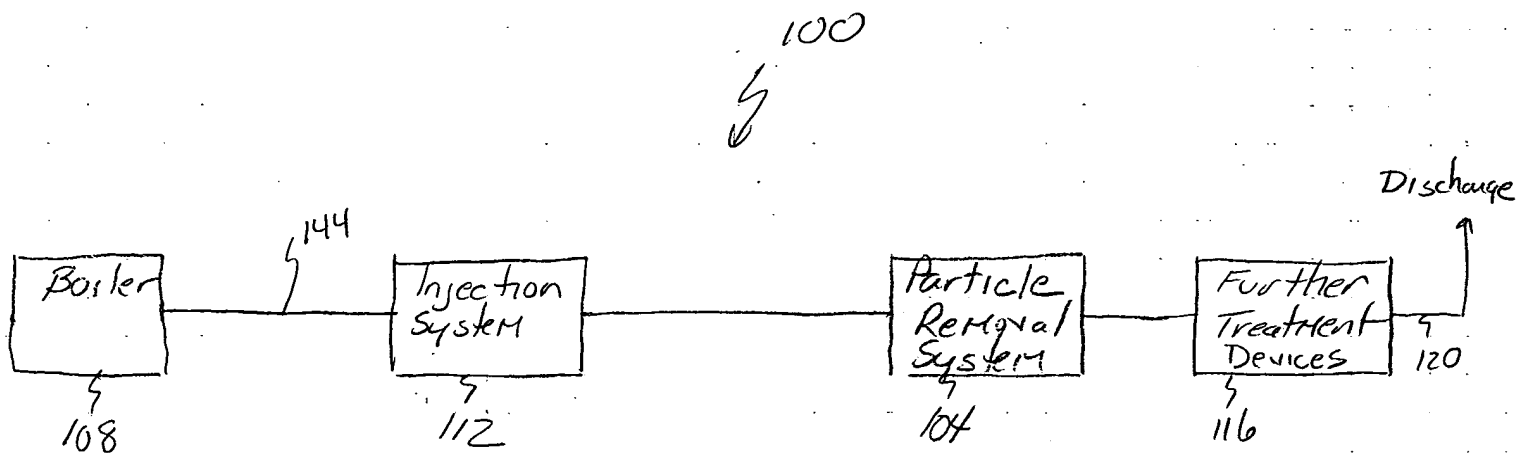 100
Discharge
144
Boiler
Injection
System
Particle
Removal
System
Further
Treatment
Devices
120
108
112
104
116